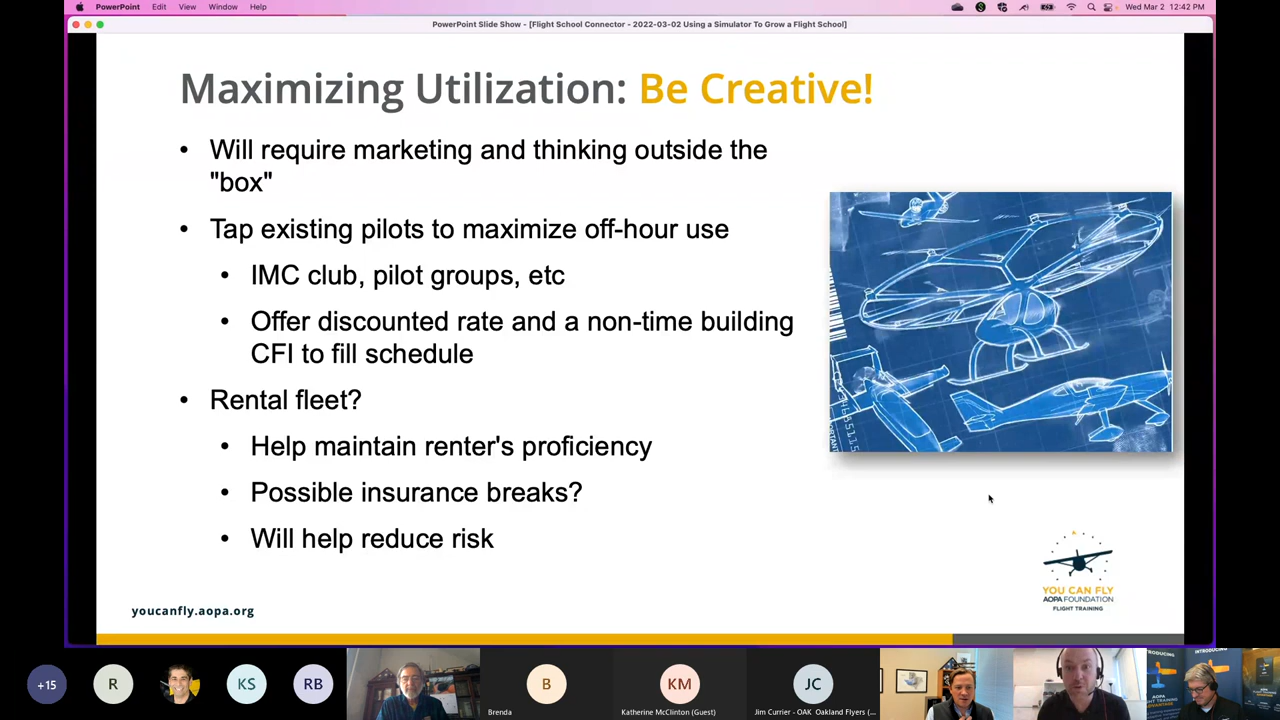 PowerPoint Edit View Window Help
Wed Mar 2 12:42 PM
PowerPoint Slide Show - [Flight School Connector - 2022-03-02 Using a Simulator To Grow a Flight School]
Maximizing Utilization: Be Creative!
• Will require marketing and thinking outside the
"box"
• Tap existing pilots to maximize off-hour use
• IMC club, pilot groups, etc
• Offer discounted rate and a non-time building
CFI to fill schedule
• Rental fleet?
• Help maintain renter's proficiency
• Possible insurance breaks?
• Will help reduce risk
YOU CAN FLY
AOPA FOUNDATION
FLIGHT TRAINING
youcanfly.aopa.org
+15
R
KS
RB
B
KM
JC
Brenda
Katherine McClinton (Guest)
Jim Currier - OAK Oakland Flyers (...
INTRODUCING
AOPA
FLIGHT TRAINING
ADVANTAGE